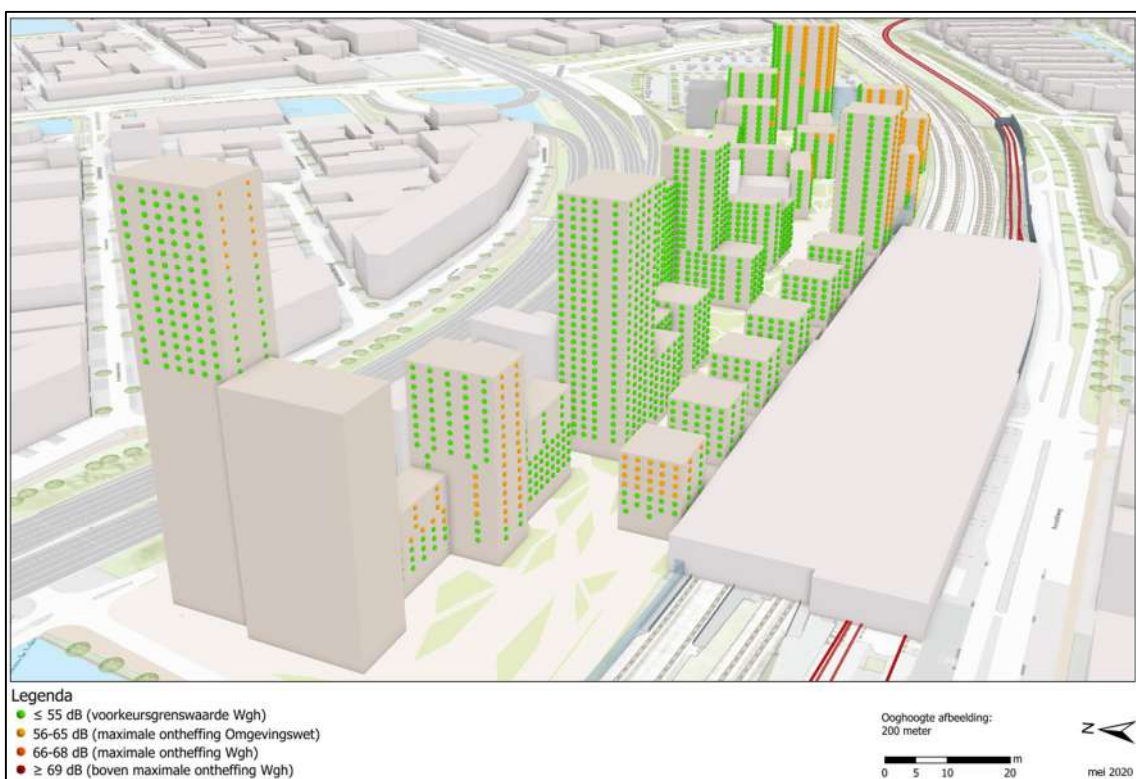 Legenda
≤ 55 dB (voorkeursgrenswaarde Wgh)
56-65 dB (maximale ontheffing Omgevingswet)
66-68 dB (maximale ontheffing Wgh)
≥ 69 dB (boven maximale ontheffing Wgh)
Ooghoogte afbeelding:
200 meter
N
m
0 5 10 20
mei 2020